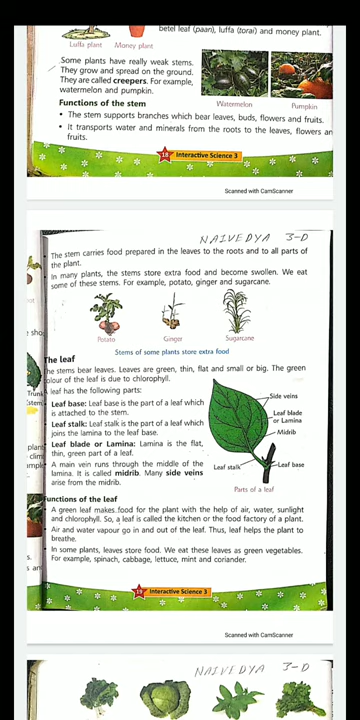 betel leaf (paan), luffa (torai) and money plant.
Luffa plant Money plant
Some plants have really weak stems.
They grow and spread on the ground.
They are called creepers. For example,
watermelon and pumpkin.
Watermelon Pumpkin
Functions of the stem
• The stem supports branches which bear leaves, buds, flowers and fruits.
• It transports water and minerals from the roots to the leaves, flowers an
fruits.
18 Interactive Science 3
Scanned with CamScanner
NAIVEDYA 3-D
• The stem carries food prepared in the leaves to the roots and to all parts of
the plant.
• In many plants, the stems store extra food and become swollen. We eat
some of these stems. For example, potato, ginger and sugarcane.
Potato Ginger Sugarcane
Stems of some plants store extra food
The leaf
The stems bear leaves. Leaves are green, thin, flat and small or big. The green
olour of the leaf is due to chlorophyll.
A leaf has the following parts:
Leaf base: Leaf base is the part of a leaf which
is attached to the stem.
Leaf stalk: Leaf stalk is the part of a leaf which
joins the lamina to the leaf base.
Leaf blade or Lamina: Lamina is the flat,
thin, green part of a leaf.
• A main vein runs through the middle of the
lamina. It is called midrib. Many side veins
arise from the midrib.
Side veins
Leaf blade
or Lamina
Midrib
Leaf stalk
Leaf base
Parts of a leaf
Functions of the leaf
• A green leaf makes food for the plant with the help of air, water, sunlight
and chlorophyll. So, a leaf is called the kitchen or the food factory of a plant.
• Air and water vapour go in and out of the leaf. Thus, leaf helps the plant to
breathe.
• In some plants, leaves store food. We eat these leaves as green vegetables.
For example, spinach, cabbage, lettuce, mint and coriander.
19 Interactive Science 3
Scanned with CamScanner
NAIVEDYA 3-D